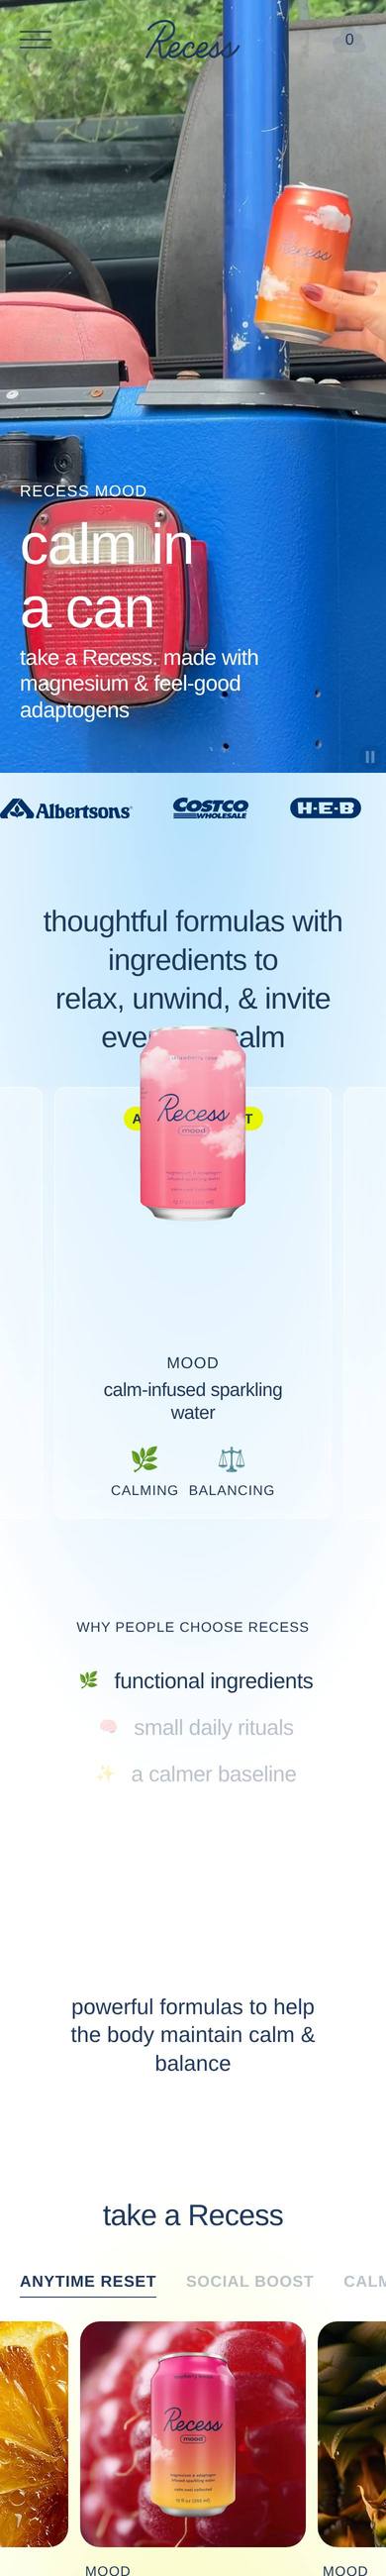 Recess
0
Recess
RECESS MOOD
calm in
a can
take a Recess. made with
magnesium & feel-good
adaptogens
Albertsons
COSTCO
WHOLESALE
H-E-B
thoughtful formulas with
ingredients to
relax, unwind, & invite
Recess
mood
MOOD
calm-infused sparkling
water
CALMING BALANCING
WHY PEOPLE CHOOSE RECESS
functional ingredients
small daily rituals
a calmer baseline
powerful formulas to help
the body maintain calm &
balance
take a Recess
ANYTIME RESET SOCIAL BOOST
Recess
mood
MOOD MOOD